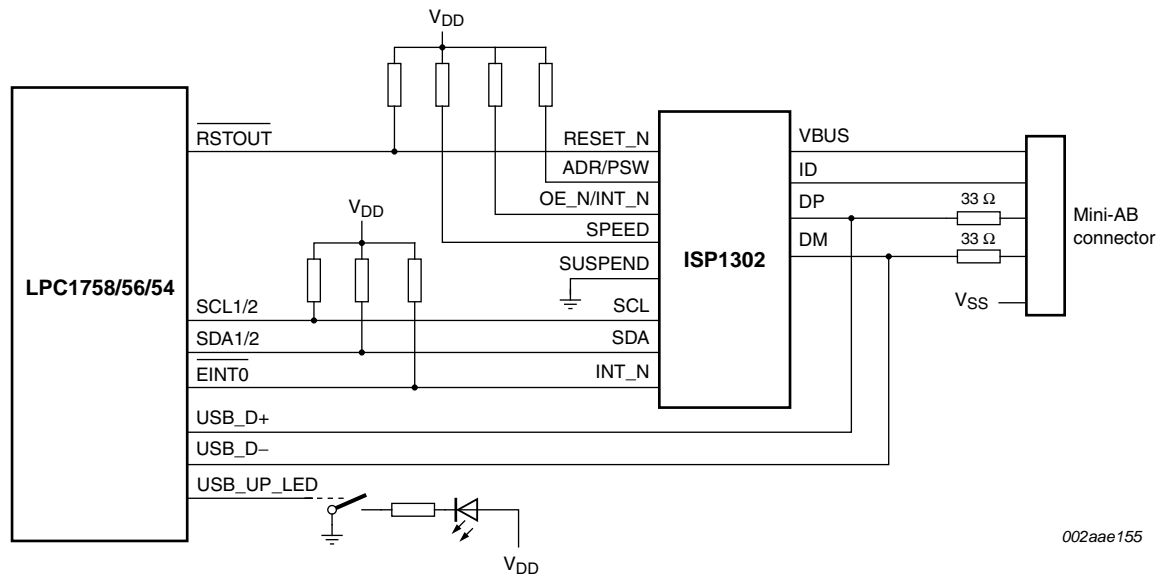 VDD
RSTOUT
RESET_N
ADR/PSW
OE_N/INT_N
SPEED
SUSPEND
VDD
LPC1758/56/54
SCL1/2
SCL
SDA1/2
SDA
EINT0
INT_N
USB_D+
USB_D−
USB_UP_LED
VDD
ISP1302
VBUS
ID
DP
33 Ω
DM
33 Ω
VSS
Mini-AB
connector
002aae155